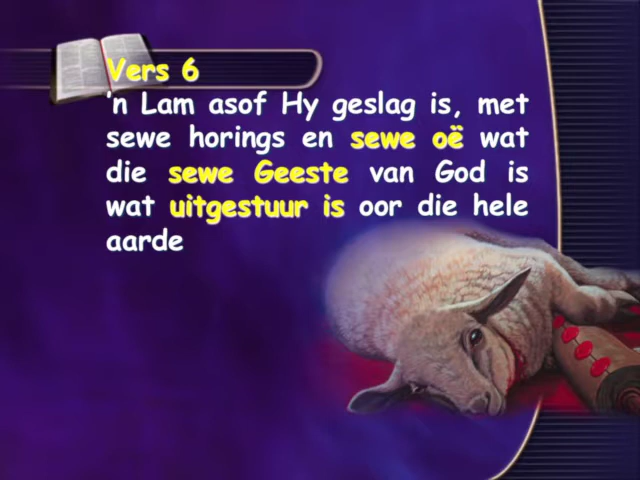 Vers 6
'n Lam asof Hy geslag is, met
sewe horings en sewe oë wat
die sewe Geeste van God is
wat uitgestuur is oor die hele
aarde